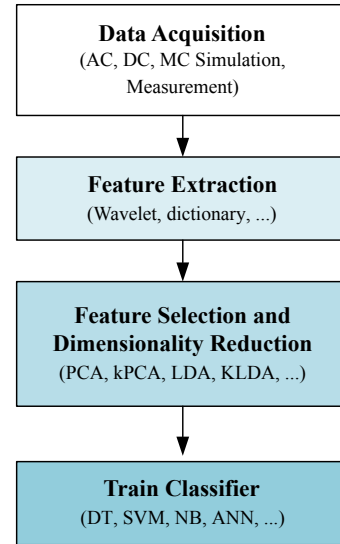 Data Acquisition
(AC, DC, MC Simulation,
Measurement)
Feature Extraction
(Wavelet, dictionary, ...)
Feature Selection and
Dimensionality Reduction
(PCA, kPCA, LDA, KLDA, ...)
Train Classifier
(DT, SVM, NB, ANN, ...)